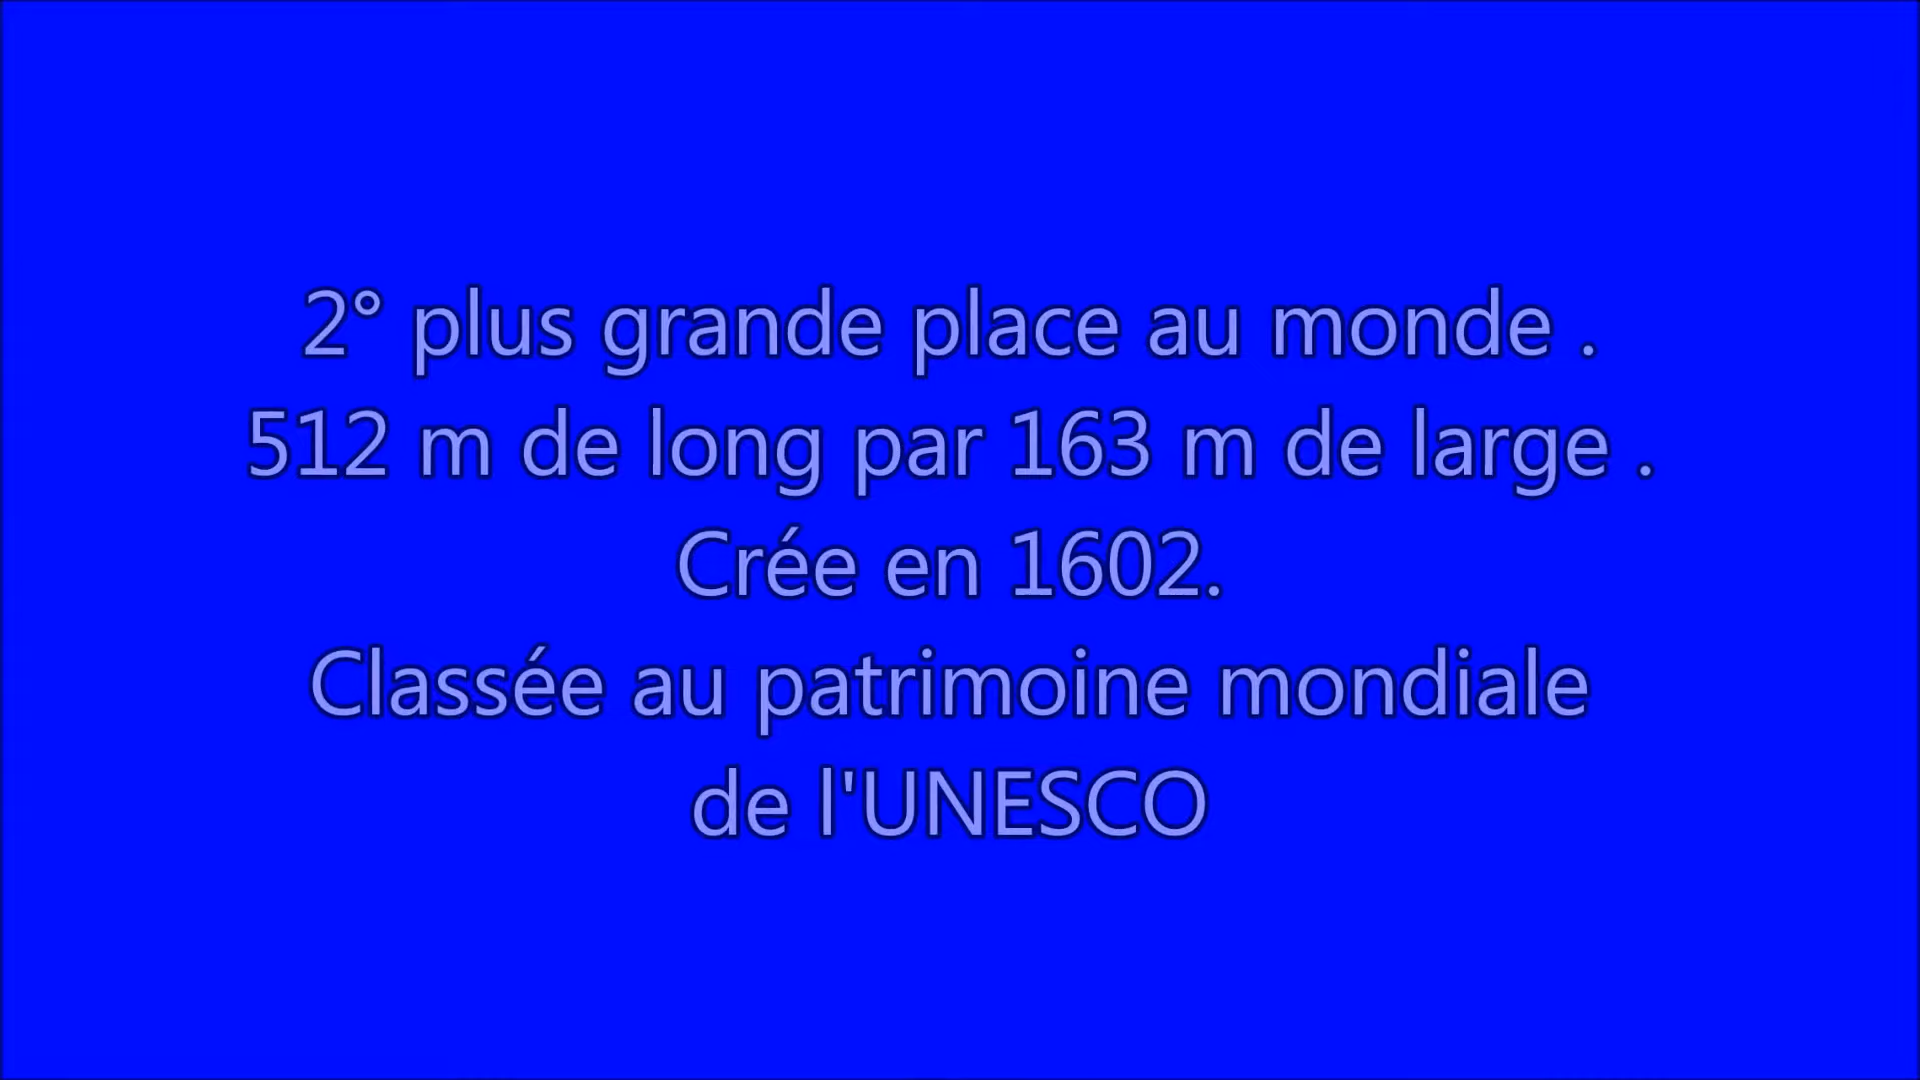 2° plus grande place au monde .
512 m de long par 163 m de large .
Crée en 1602.
Classée au patrimoine mondiale
de l'UNESCO